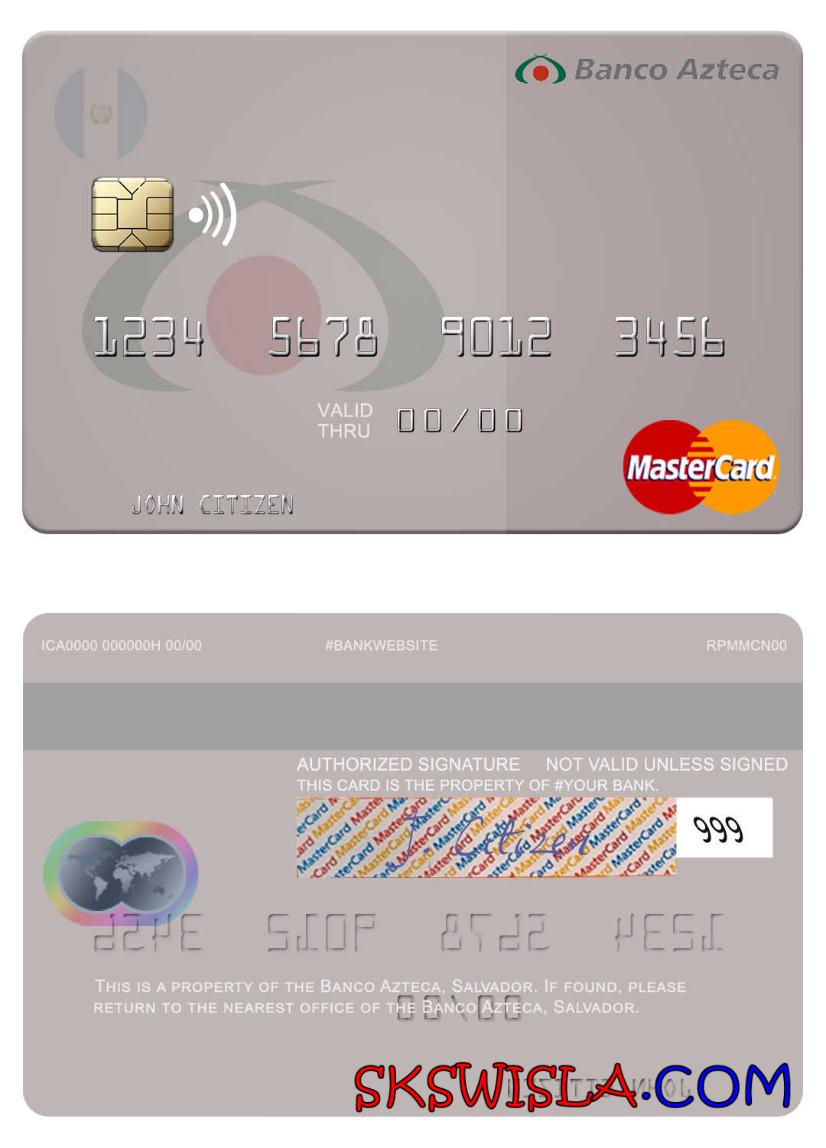 Banco Azteca
1234 5678 9012 3456
VALID
THRU 00/00
MasterCard
JOHN CITIZEN
ICA0000 000000H 00/00 #BANKWEBSITE RPMMCN00
AUTHORIZED SIGNATURE NOT VALID UNLESS SIGNED
THIS CARD IS THE PROPERTY OF #YOUR BANK.
J. Citizen 999
THIS IS A PROPERTY OF THE BANCO AZTECA, SALVADOR. IF FOUND, PLEASE
RETURN TO THE NEAREST OFFICE OF THE BANCO AZTECA, SALVADOR.
SKSWISLA.COM